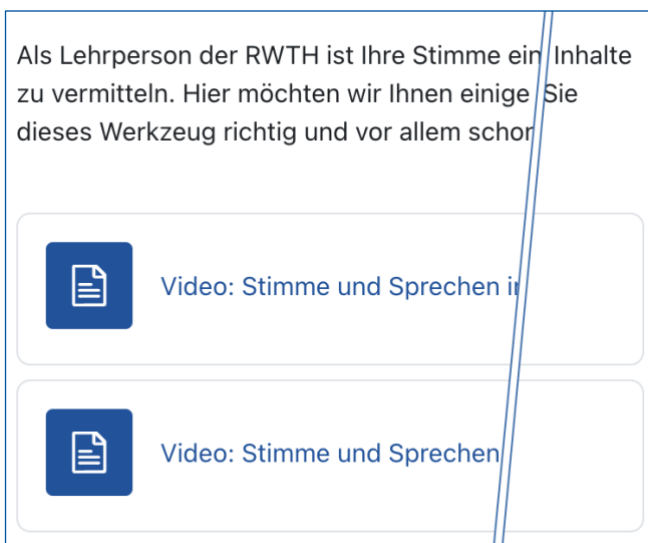 Als Lehrperson der RWTH ist Ihre Stimme ein Inhalte
zu vermitteln. Hier möchten wir Ihnen einige Sie
dieses Werkzeug richtig und vor allem
Video: Stimme und Sprechen
Video: Stimme und Sprechen